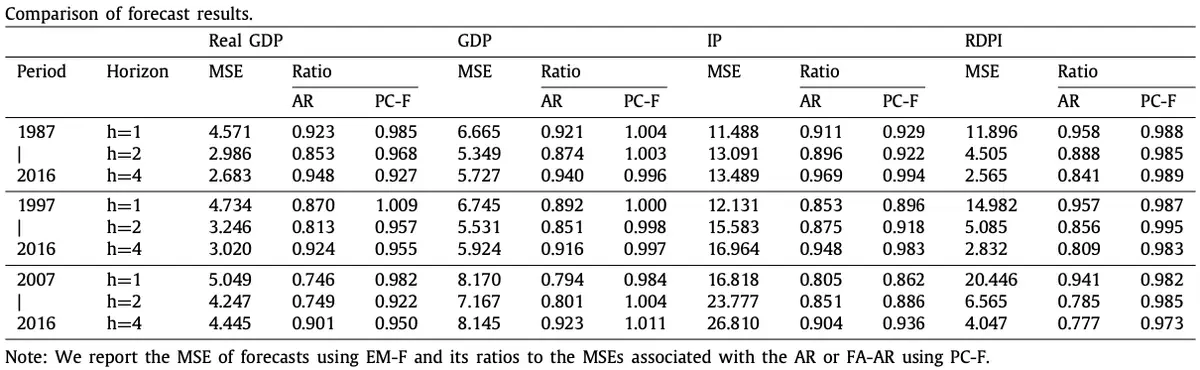 Comparison of forecast results.
Real GDP GDP IP RDPI
Period Horizon MSE Ratio MSE Ratio MSE Ratio MSE Ratio
AR PC-F AR PC-F AR PC-F AR PC-F
1987 h=1 4.571 0.923 0.985 6.665 0.921 1.004 11.488 0.911 0.929 11.896 0.958 0.988
| h=2 2.986 0.853 0.968 5.349 0.874 1.003 13.091 0.896 0.922 4.505 0.888 0.985
2016 h=4 2.683 0.948 0.927 5.727 0.940 0.996 13.489 0.969 0.994 2.565 0.841 0.989
1997 h=1 4.734 0.870 1.009 6.745 0.892 1.000 12.131 0.853 0.896 14.982 0.957 0.987
| h=2 3.246 0.813 0.957 5.531 0.851 0.998 15.583 0.875 0.918 5.085 0.856 0.995
2016 h=4 3.020 0.924 0.955 5.924 0.916 0.997 16.964 0.948 0.983 2.832 0.809 0.983
2007 h=1 5.049 0.746 0.982 8.170 0.794 0.984 16.818 0.805 0.862 20.446 0.941 0.982
| h=2 4.247 0.749 0.922 7.167 0.801 1.004 23.777 0.851 0.886 6.565 0.785 0.985
2016 h=4 4.445 0.901 0.950 8.145 0.923 1.011 26.810 0.904 0.936 4.047 0.777 0.973
Note: We report the MSE of forecasts using EM-F and its ratios to the MSEs associated with the AR or FA-AR using PC-F.